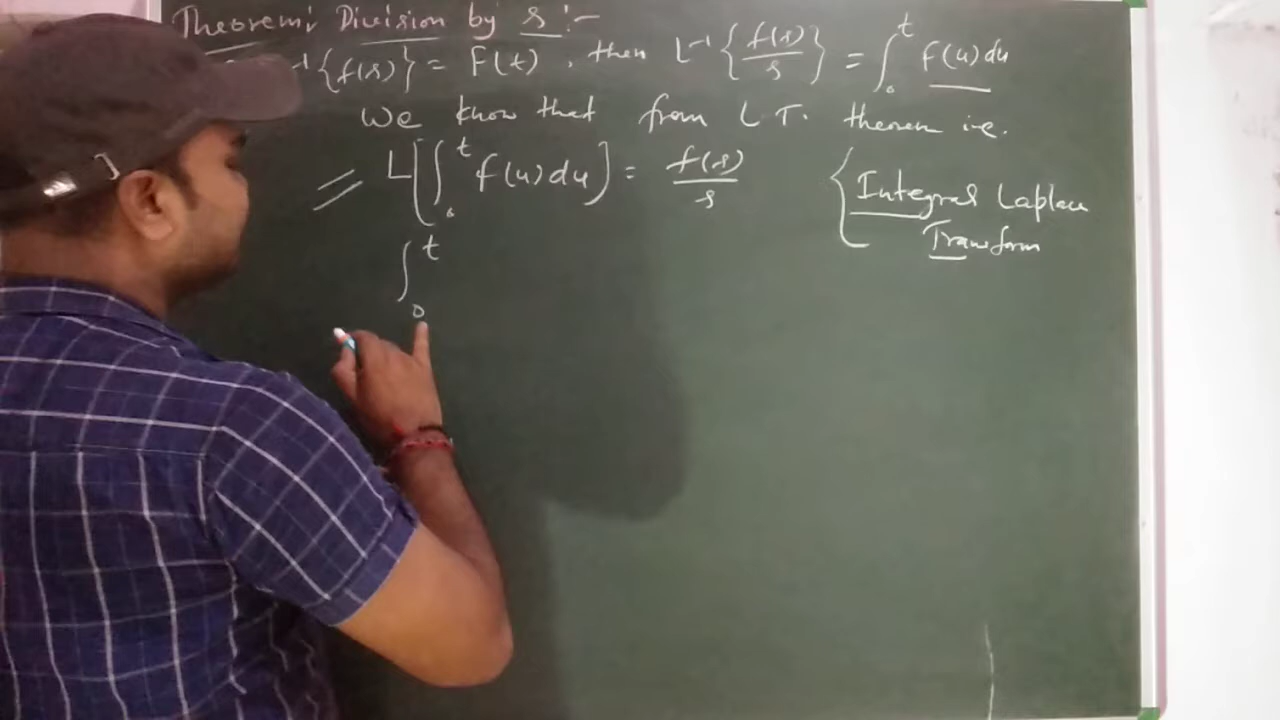 Theorem: Division by s :-
⁻¹{f(s)} = F(t), then L⁻¹{f(s)/s} = ∫₀ᵗ F(u)du
We know that from L.T. theorem i.e.
L[∫₀ᵗ f(u)du] = f(s)/s {Integral Laplace
Transform
∫₀ᵗ